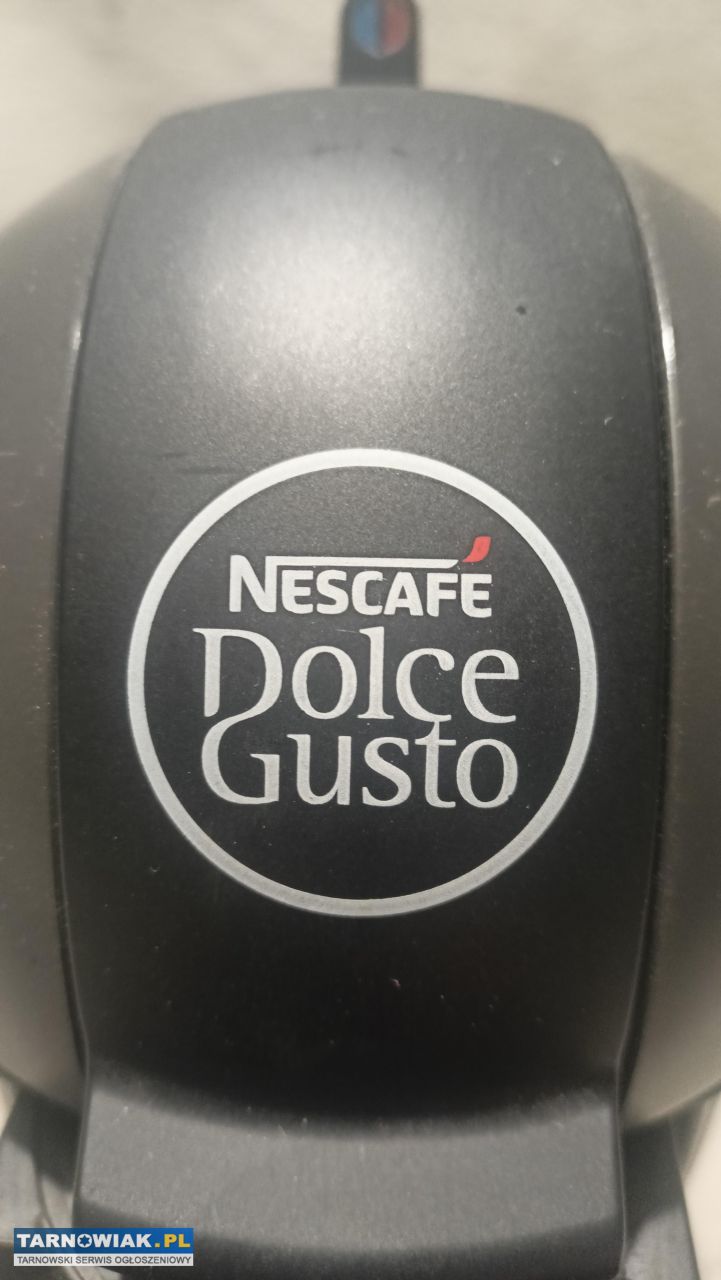 NESCAFÉ
DOLCE
GUSTO
TARNOWIAK.PL
TARNOWSKI SERWIS OGŁOSZENIOWY